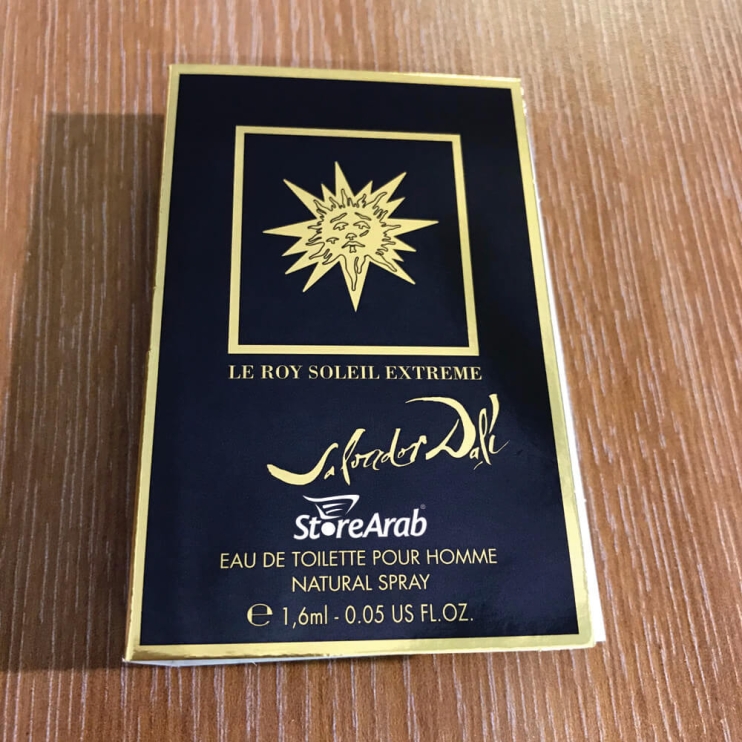 LE ROY SOLEIL EXTREME
Salvador Dalí
StoreArab
EAU DE TOILETTE POUR HOMME
NATURAL SPRAY
℮ 1,6ml - 0.05 US FL.OZ.